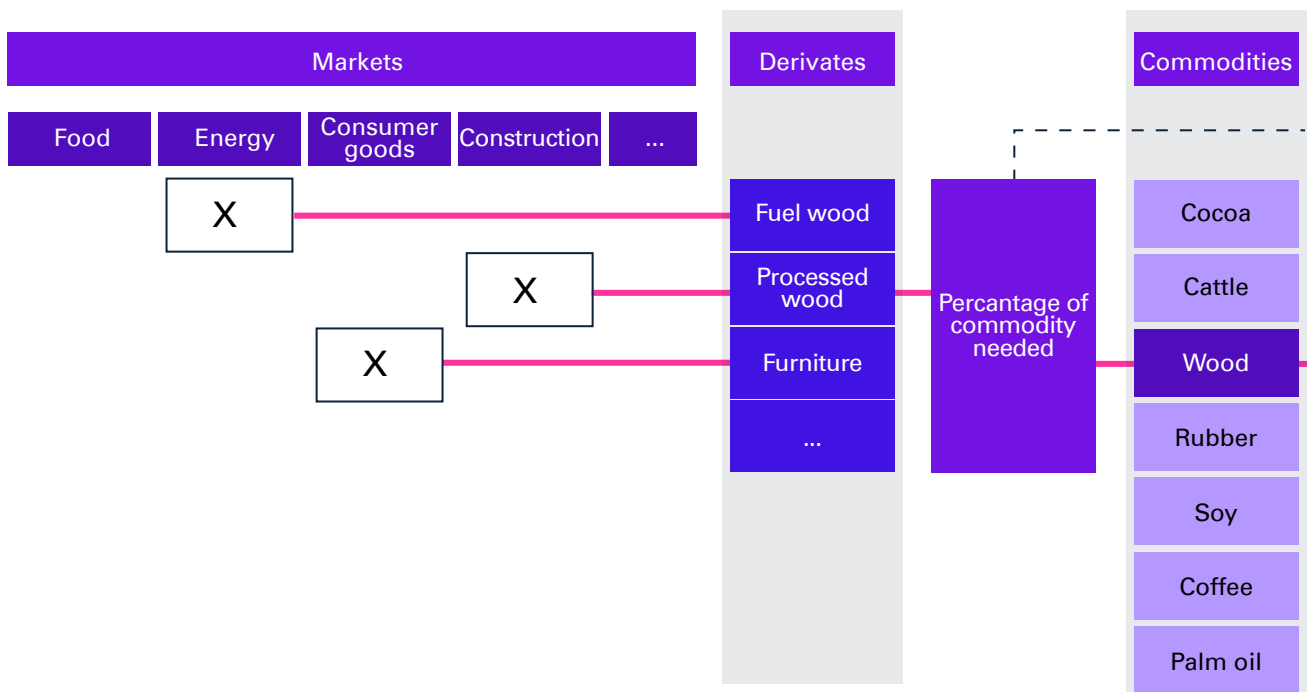 Markets
Derivates
Commodities
Food
Energy
Consumer
goods
Construction
...
X
Fuel wood
Cocoa
X
Processed
wood
Percantage of
commodity
needed
Cattle
X
Furniture
Wood
...
Rubber
Soy
Coffee
Palm oil